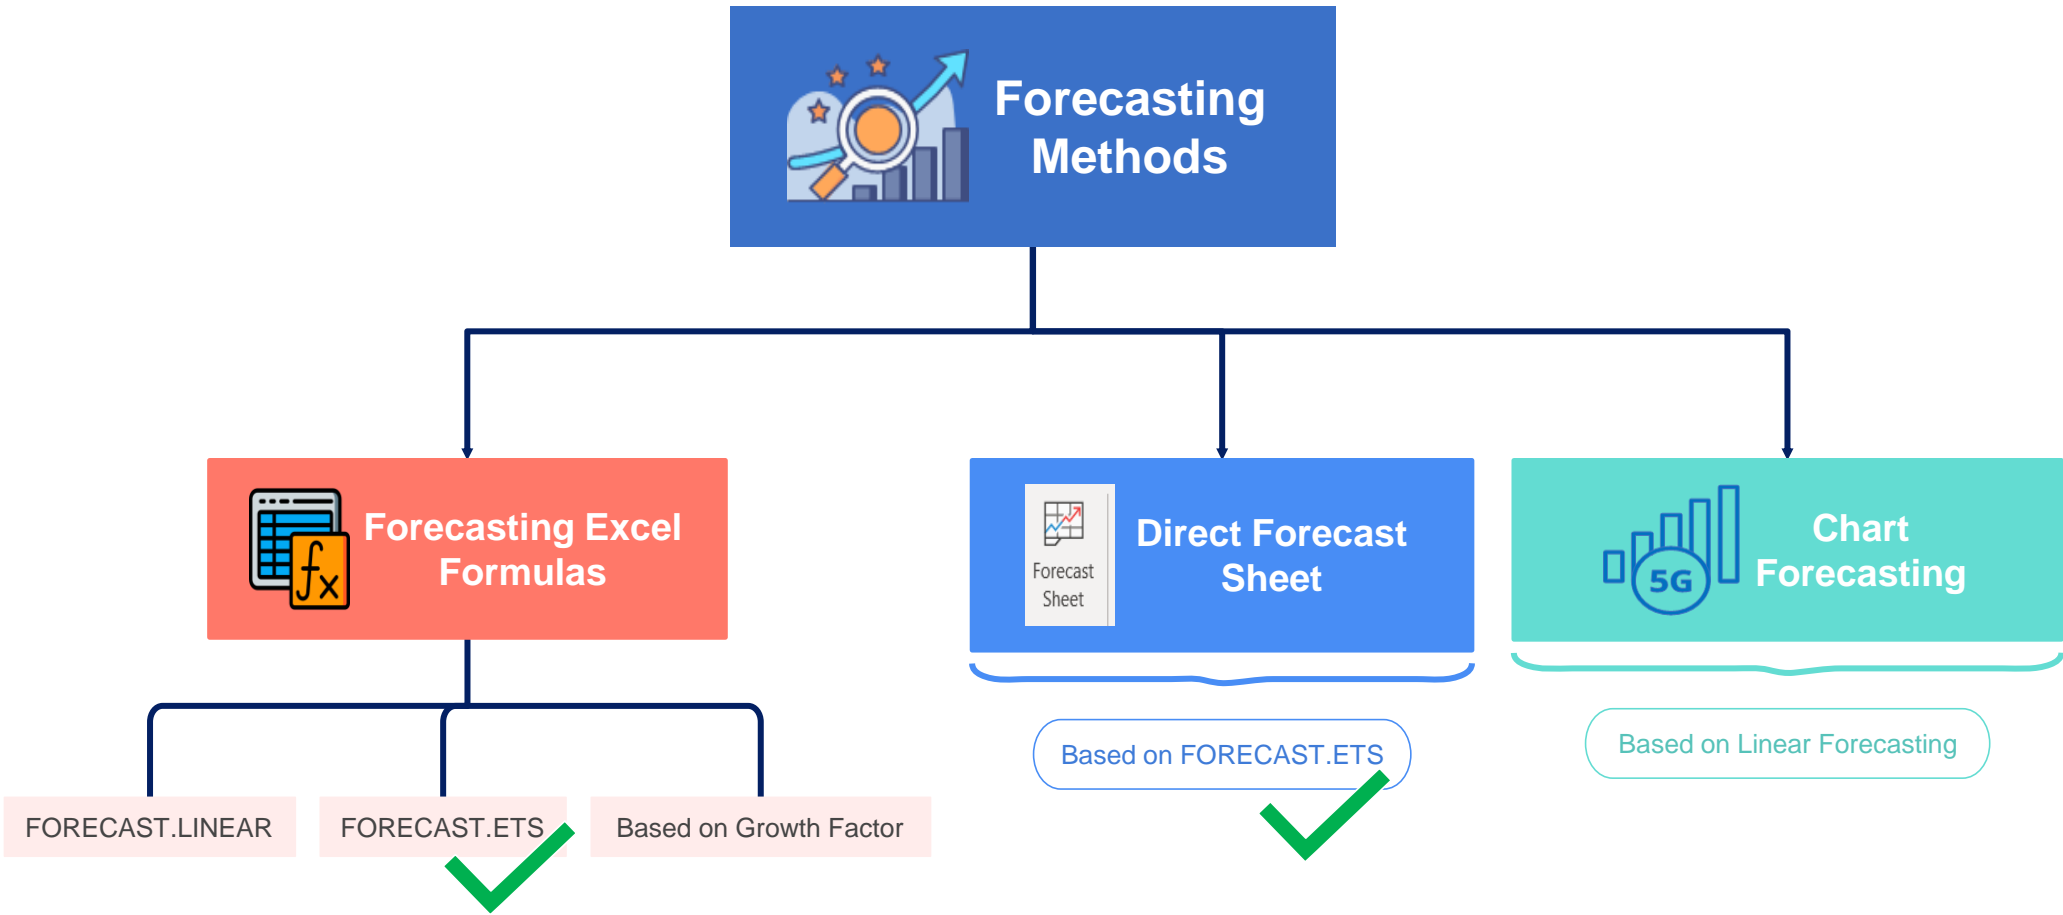 Forecasting
Methods
Forecasting Excel
Formulas
fx
Forecast
Sheet
Direct Forecast
Sheet
5G
Chart
Forecasting
Based on FORECAST.ETS
Based on Linear Forecasting
FORECAST.LINEAR
FORECAST.ETS
Based on Growth Factor